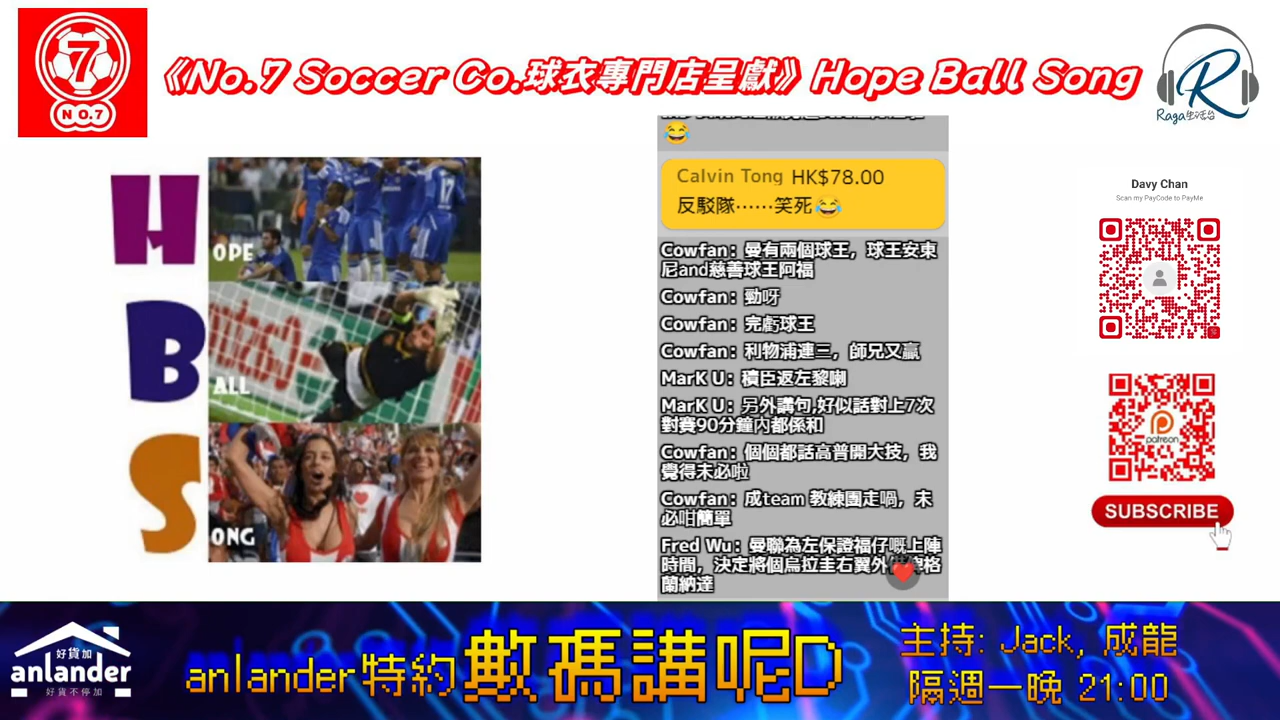 7
NO.7
《No.7 Soccer Co.球衣專門店呈獻》Hope Ball Song
R
Raga生活台
H
OPE
17
B
ALL
S
ONG
😂
Calvin Tong HK$78.00
反駁隊⋯⋯笑死😂
Cowfan: 曼有兩個球王, 球王安東
尼and慈善球王阿福
Cowfan: 勁呀
Cowfan: 完虧球王
Cowfan: 利物浦連三, 師兄又贏
MarK U: 積臣返左黎喇
MarK U: 另外講句,好似話對上7次
對賽90分鐘內都係和
Cowfan: 個個都話高普開大技, 我
覺得未必啦
Cowfan: 成team 教練團走喎, 未
必咁簡單
Fred Wu: 曼聯為左保證福仔嘅上陣
時間, 決定將個烏拉圭右翼外借俾格
蘭納達
Davy Chan
Scan my PayCode to PayMe
patreon
SUBSCRIBE
好貨加
anlander
好貨不停加
anlander特約數碼講呢D
主持: Jack, 成龍
隔週一晚 21:00